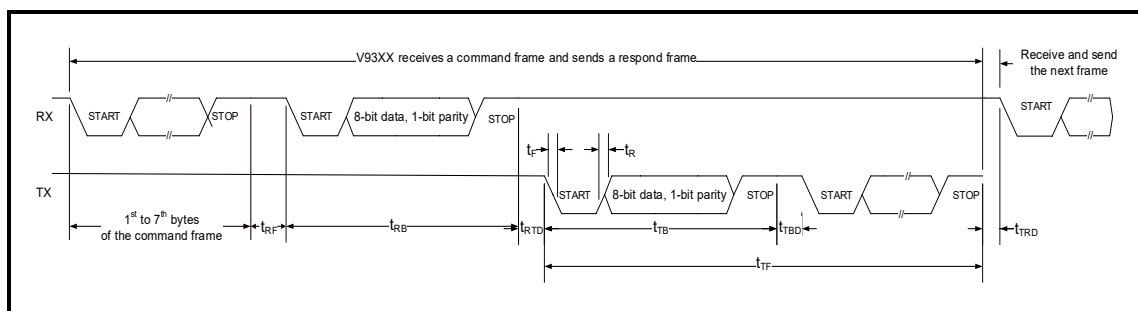 V93XX receives a command frame and sends a respond frame
Receive and send
the next frame
RX
START
//
//
STOP
START
8-bit data, 1-bit parity
STOP
START
//
//
tF
tR
TX
START
8-bit data, 1-bit parity
STOP
START
//
//
STOP
1st to 7th bytes
of the command frame
tRF
tRB
tRTD
tTB
tTBD
tTRD
tTF